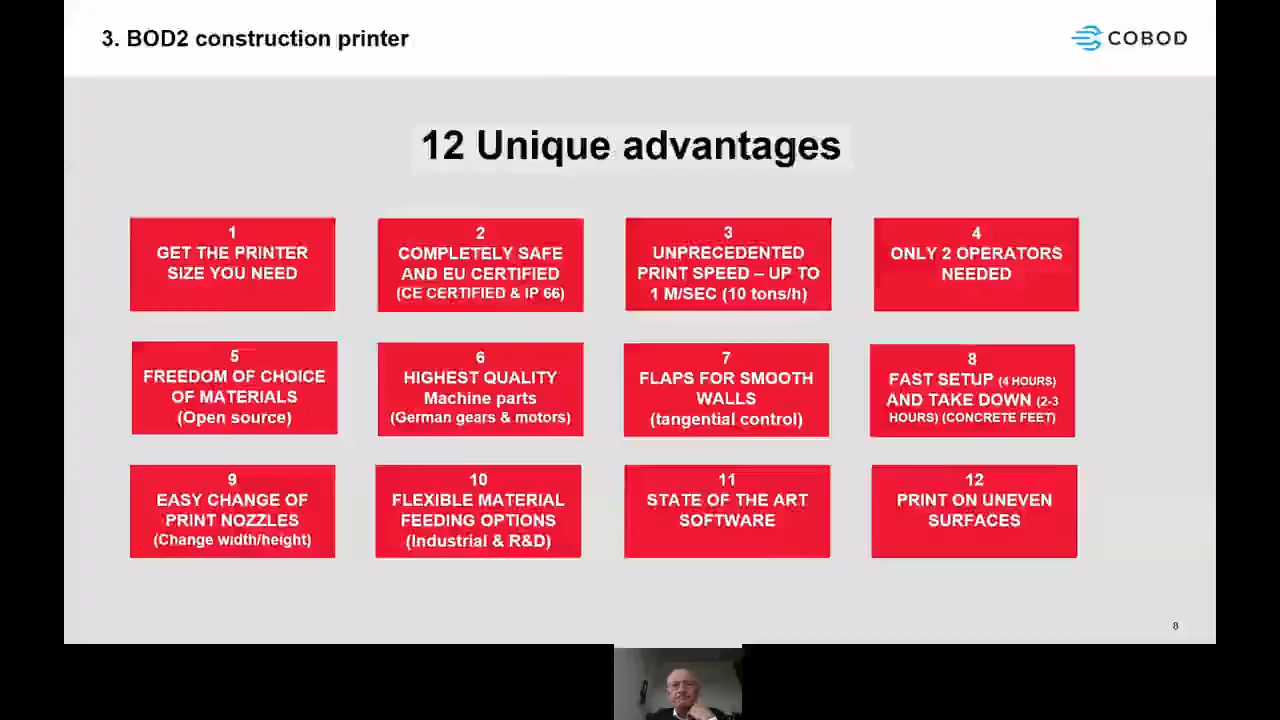 3. BOD2 construction printer
COBOD
12 Unique advantages
1
GET THE PRINTER
SIZE YOU NEED
2
COMPLETELY SAFE
AND EU CERTIFIED
(CE CERTIFIED & IP 66)
3
UNPRECEDENTED
PRINT SPEED – UP TO
1 M/SEC (10 tons/h)
4
ONLY 2 OPERATORS
NEEDED
5
FREEDOM OF CHOICE
OF MATERIALS
(Open source)
6
HIGHEST QUALITY
Machine parts
(German gears & motors)
7
FLAPS FOR SMOOTH
WALLS
(tangential control)
8
FAST SETUP (4 HOURS)
AND TAKE DOWN (2-3
HOURS) (CONCRETE FEET)
9
EASY CHANGE OF
PRINT NOZZLES
(Change width/height)
10
FLEXIBLE MATERIAL
FEEDING OPTIONS
(Industrial & R&D)
11
STATE OF THE ART
SOFTWARE
12
PRINT ON UNEVEN
SURFACES
8